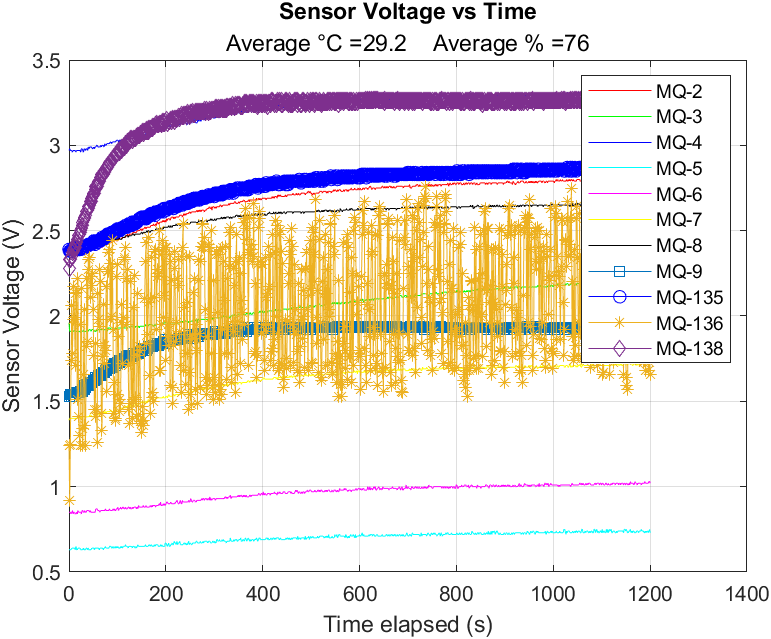 Sensor Voltage vs Time
Average °C =29.2 Average % =76
3.5
3
2.5
2
1.5
1
0.5
Sensor Voltage (V)
0 200 400 600 800 1000 1200 1400
Time elapsed (s)
MQ-2
MQ-3
MQ-4
MQ-5
MQ-6
MQ-7
MQ-8
MQ-9
MQ-135
MQ-136
MQ-138